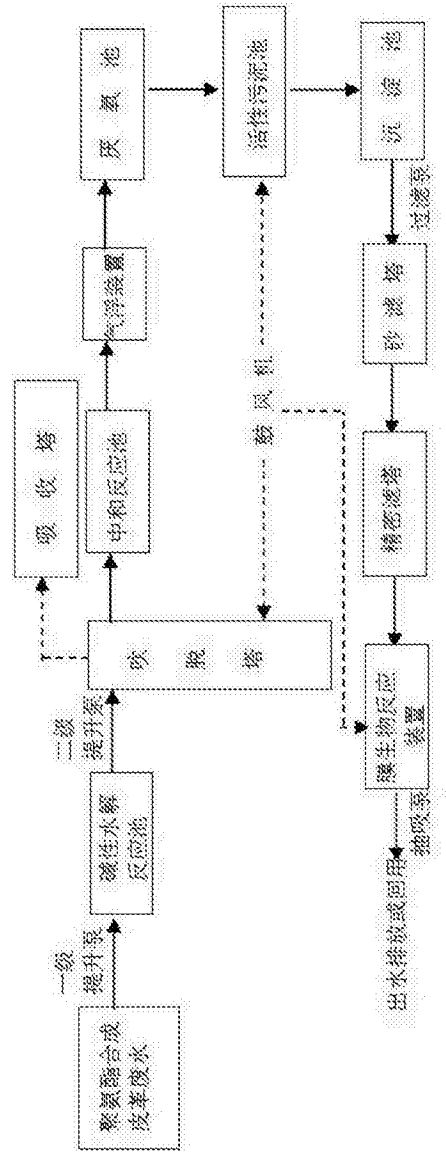 聚氨酯合成
皮革废水
一级
提升泵
碱性水解
反应池
二级
提升泵
吹脱塔
吸收塔
中和反应池
气浮装置
厌氧池
活性污泥池
鼓风机
沉淀池
过滤泵
砂滤塔
精密滤塔
膜生物反应
装置
抽吸泵
出水排放或回用